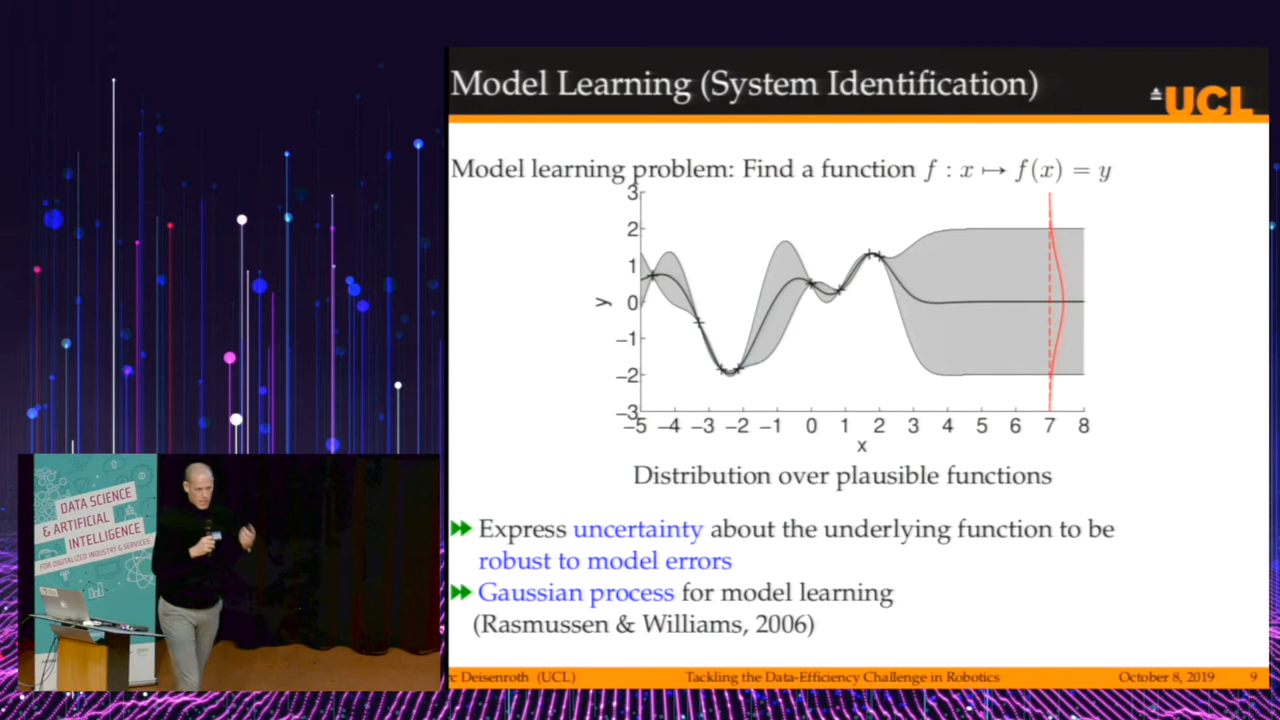 Model Learning (System Identification)
UCL
Model learning problem: Find a function f : x ↦ f(x) = y
3
2
1
0
−1
−2
−3
y
−5 −4 −3 −2 −1 0 1 2 3 4 5 6 7 8
x
Distribution over plausible functions
Express uncertainty about the underlying function to be
robust to model errors
Gaussian process for model learning
(Rasmussen & Williams, 2006)
c Deisenroth (UCL) Tackling the Data-Efficiency Challenge in Robotics October 8, 2019 9
DATA SCIENCE
& ARTIFICIAL
INTELLIGENCE
FOR DIGITALIZED INDUSTRY & SERVICES